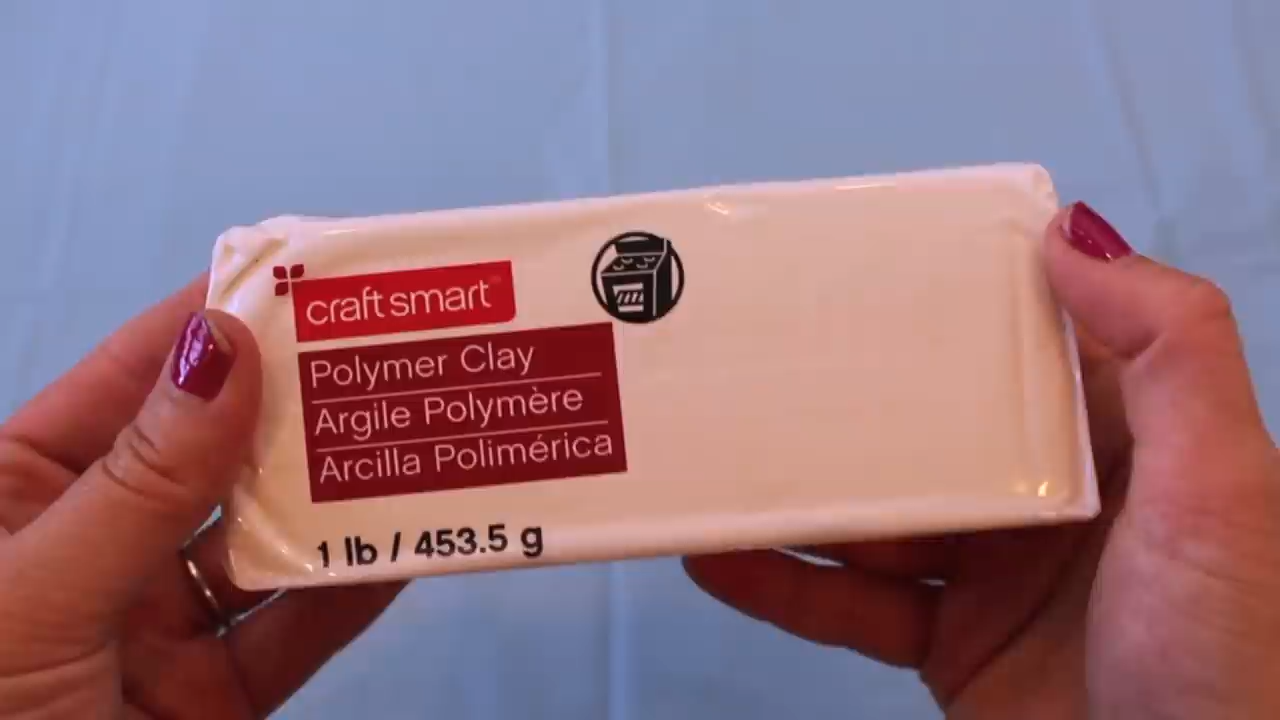 craft smart
Polymer Clay
Argile Polymère
Arcilla Polimérica
1 lb / 453.5 g